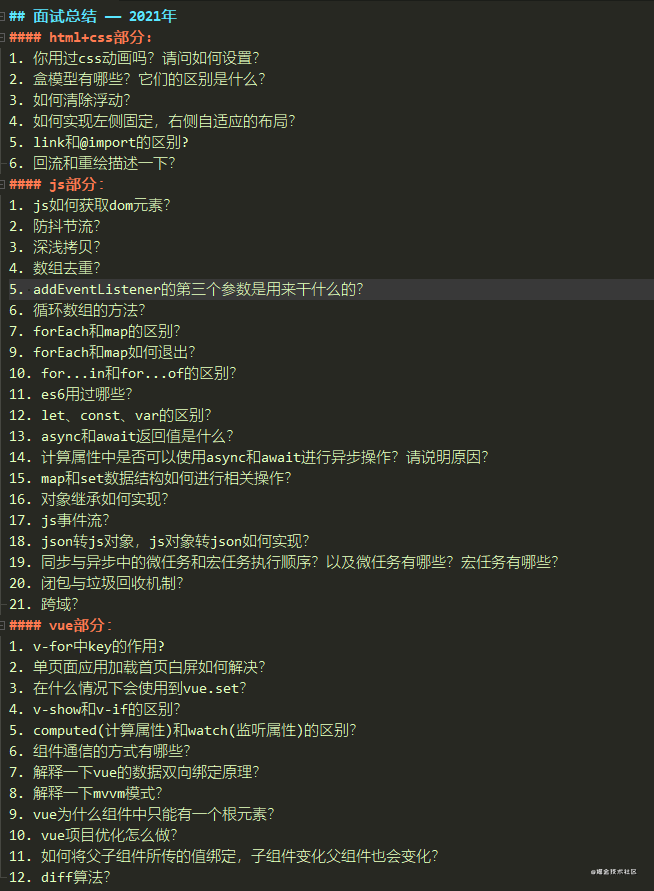 ## 面试总结 —— 2021年
#### html+css部分:
1. 你用过css动画吗? 请问如何设置?
2. 盒模型有哪些? 它们的区别是什么?
3. 如何清除浮动?
4. 如何实现左侧固定，右侧自适应的布局?
5. link和@import的区别?
6. 回流和重绘描述一下?
#### js部分:
1. js如何获取dom元素?
2. 防抖节流?
3. 深浅拷贝?
4. 数组去重?
5. addEventListener的第三个参数是用来干什么的?
6. 循环数组的方法?
7. forEach和map的区别?
9. forEach和map如何退出?
10. for...in和for...of的区别?
11. es6用过哪些?
12. let、const、var的区别?
13. async和await返回值是什么?
14. 计算属性中是否可以使用async和await进行异步操作? 请说明原因?
15. map和set数据结构如何进行相关操作?
16. 对象继承如何实现?
17. js事件流?
18. json转js对象，js对象转json如何实现?
19. 同步与异步中的微任务和宏任务执行顺序? 以及微任务有哪些? 宏任务有哪些?
20. 闭包与垃圾回收机制?
21. 跨域?
#### vue部分:
1. v-for中key的作用?
2. 单页面应用加载首页白屏如何解决?
3. 在什么情况下会使用到vue.set?
4. v-show和v-if的区别?
5. computed(计算属性)和watch(监听属性)的区别?
6. 组件通信的方式有哪些?
7. 解释一下vue的数据双向绑定原理?
8. 解释一下mvvm模式?
9. vue为什么组件中只能有一个根元素?
10. vue项目优化怎么做?
11. 如何将父子组件所传的值绑定，子组件变化父组件也会变化?
12. diff算法?
@掘金技术社区